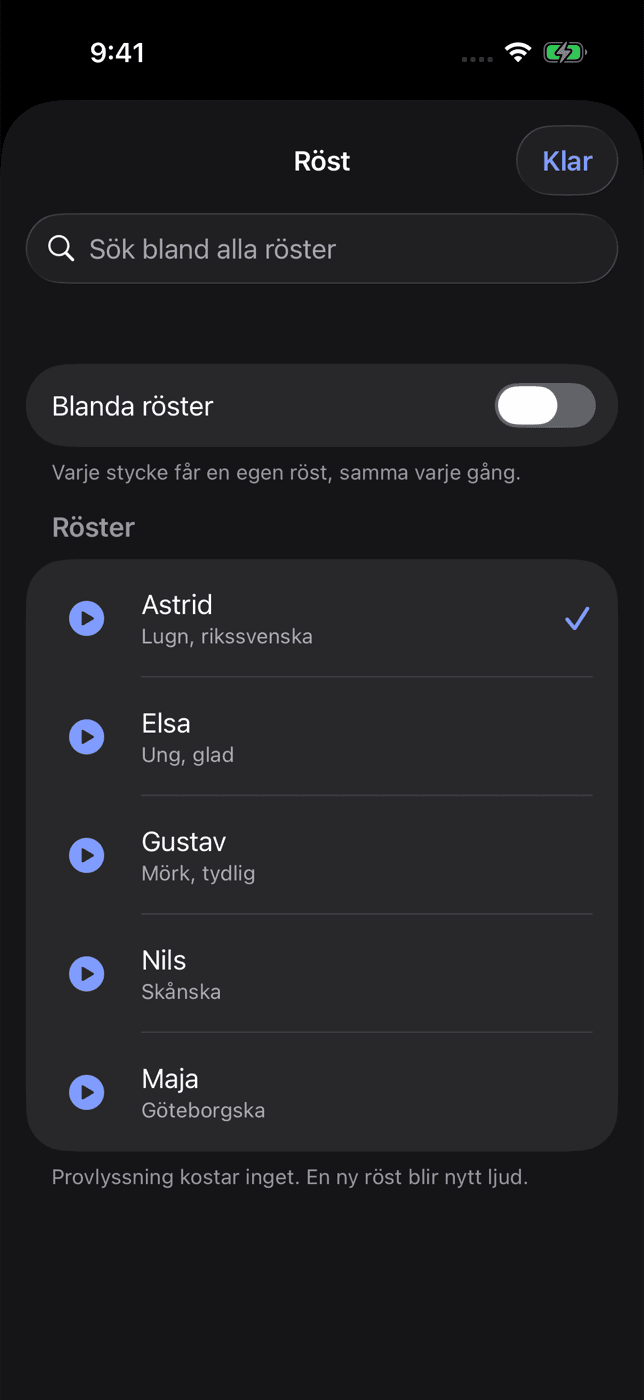 9:41
Röst
Klar
Sök bland alla röster
Blanda röster
Varje stycke får en egen röst, samma varje gång.
Röster
Astrid
Lugn, rikssvenska
Elsa
Ung, glad
Gustav
Mörk, tydlig
Nils
Skånska
Maja
Göteborgska
Provlyssning kostar inget. En ny röst blir nytt ljud.